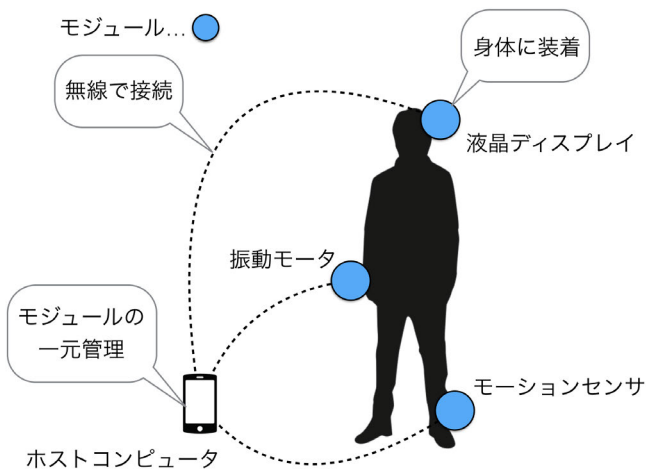 モジュール…
身体に装着
無線で接続
液晶ディスプレイ
振動モータ
モジュールの
一元管理
モーションセンサ
ホストコンピュータ